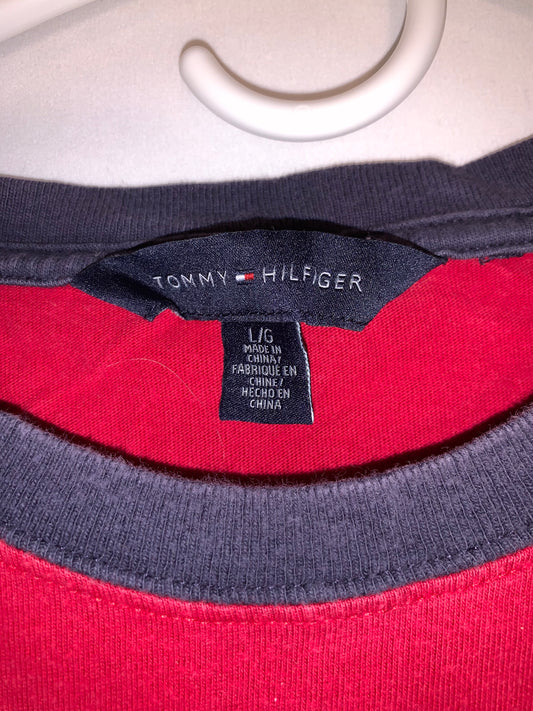 TOMMY HILFIGER
L/G
MADE IN
CHINA/
FABRIQUE EN
CHINE/
HECHO EN
CHINA